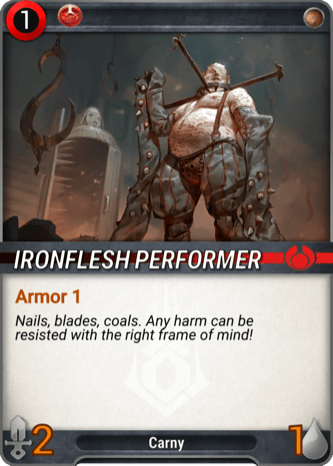 1
IRONFLESH PERFORMER
Armor 1
Nails, blades, coals. Any harm can be
resisted with the right frame of mind!
2
Carny
1